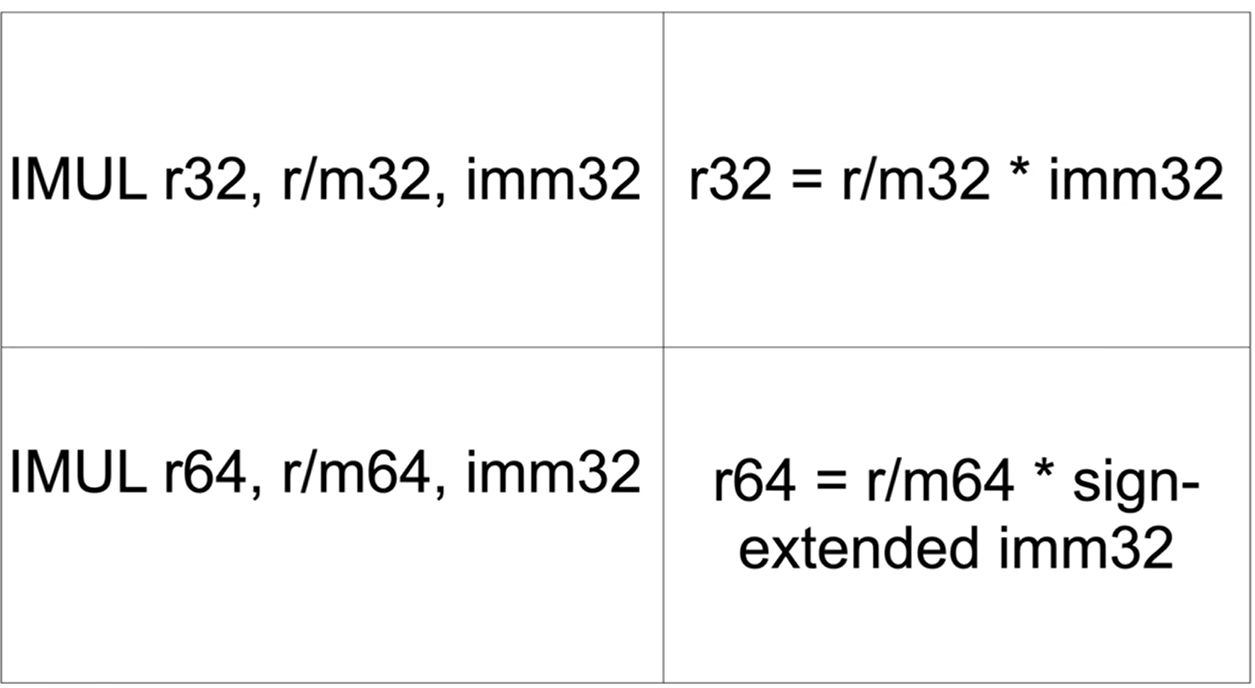 IMUL r32, r/m32, imm32
r32 = r/m32 * imm32
IMUL r64, r/m64, imm32
r64 = r/m64 * sign-
extended imm32